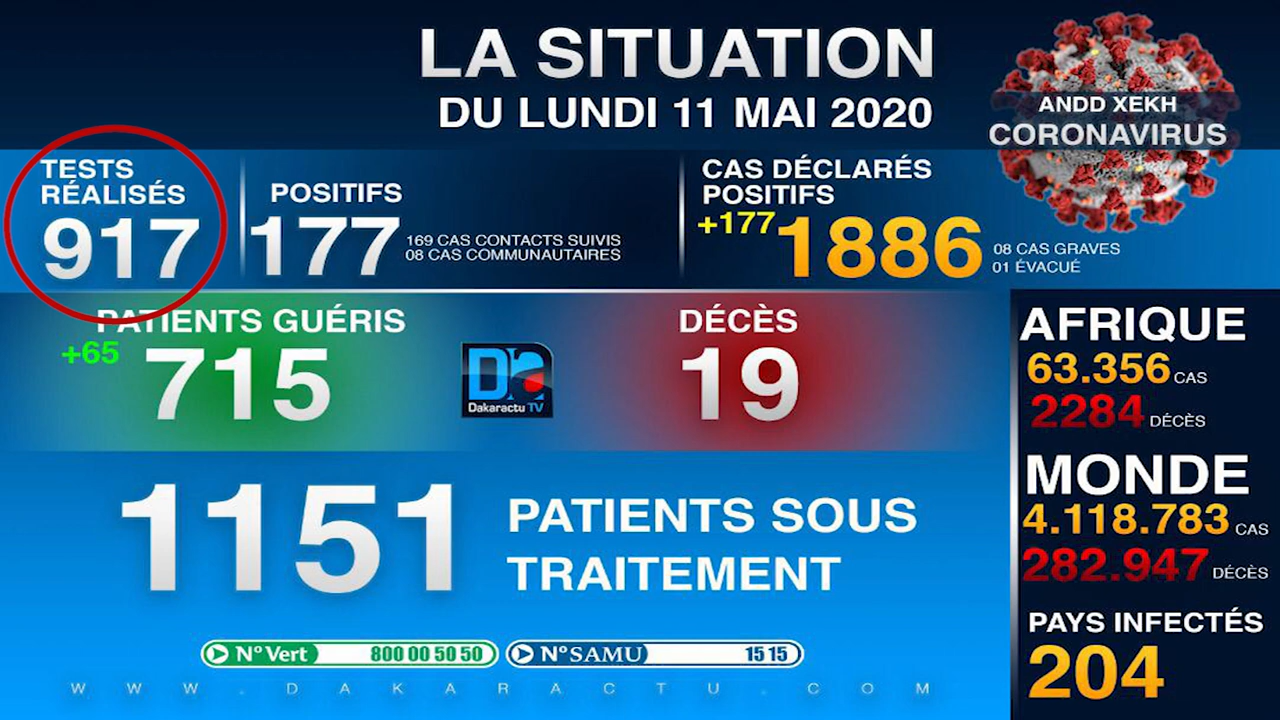 LA SITUATION
DU LUNDI 11 MAI 2020
ANDD XEKH
CORONAVIRUS
TESTS
RÉALISÉS
917
POSITIFS
177
169 CAS CONTACTS SUIVIS
08 CAS COMMUNAUTAIRES
CAS DÉCLARÉS
POSITIFS
+177
1886
08 CAS GRAVES
01 ÉVACUÉ
PATIENTS GUÉRIS
+65
715
Da
Dakaractu TV
DÉCÈS
19
AFRIQUE
63.356 CAS
2284 DÉCÈS
1151
PATIENTS SOUS
TRAITEMENT
MONDE
4.118.783 CAS
282.947 DÉCÈS
PAYS INFECTÉS
204
N° Vert 800 00 50 50
N° SAMU 15 15
WWW.DAKARACTU.COM